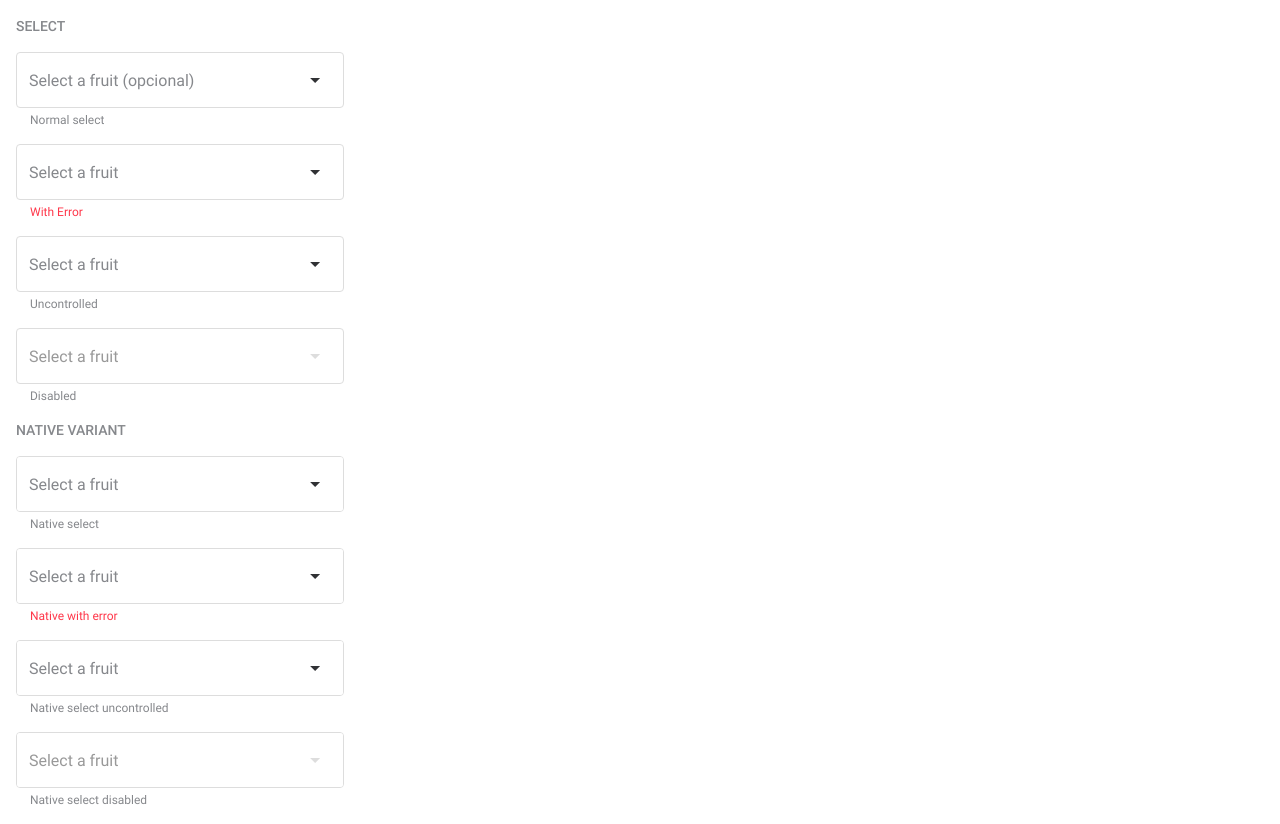 SELECT
Select a fruit (opcional)
Normal select
Select a fruit
With Error
Select a fruit
Uncontrolled
Select a fruit
Disabled
NATIVE VARIANT
Select a fruit
Native select
Select a fruit
Native with error
Select a fruit
Native select uncontrolled
Select a fruit
Native select disabled